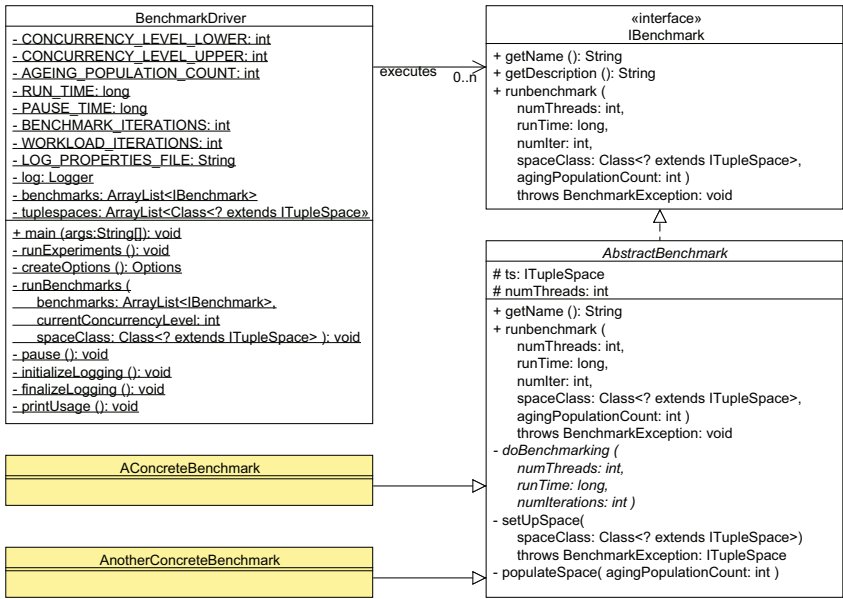 BenchmarkDriver
- CONCURRENCY_LEVEL_LOWER: int
- CONCURRENCY_LEVEL_UPPER: int
- AGEING_POPULATION_COUNT: int
- RUN_TIME: long
- PAUSE_TIME: long
- BENCHMARK_ITERATIONS: int
- WORKLOAD_ITERATIONS: int
- LOG_PROPERTIES_FILE: String
- log: Logger
- benchmarks: ArrayList<IBenchmark>
- tuplespaces: ArrayList<Class<? extends ITupleSpace»
+ main (args:String[]): void
- runExperiments (): void
- createOptions (): Options
- runBenchmarks (
benchmarks: ArrayList<IBenchmark>,
currentConcurrencyLevel: int
spaceClass: Class<? extends ITupleSpace> ): void
- pause (): void
- initializeLogging (): void
- finalizeLogging (): void
- printUsage (): void
executes
0..n
«interface»
IBenchmark
+ getName (): String
+ getDescription (): String
+ runbenchmark (
numThreads: int,
runTime: long,
numIter: int,
spaceClass: Class<? extends ITupleSpace>,
agingPopulationCount: int )
throws BenchmarkException: void
AbstractBenchmark
# ts: ITupleSpace
# numThreads: int
+ getName (): String
+ runbenchmark (
numThreads: int,
runTime: long,
numIter: int,
spaceClass: Class<? extends ITupleSpace>,
agingPopulationCount: int )
throws BenchmarkException: void
- doBenchmarking (
numThreads: int,
runTime: long,
numIterations: int )
- setUpSpace(
spaceClass: Class<? extends ITupleSpace>)
throws BenchmarkException: ITupleSpace
- populateSpace( agingPopulationCount: int )
AConcreteBenchmark
AnotherConcreteBenchmark